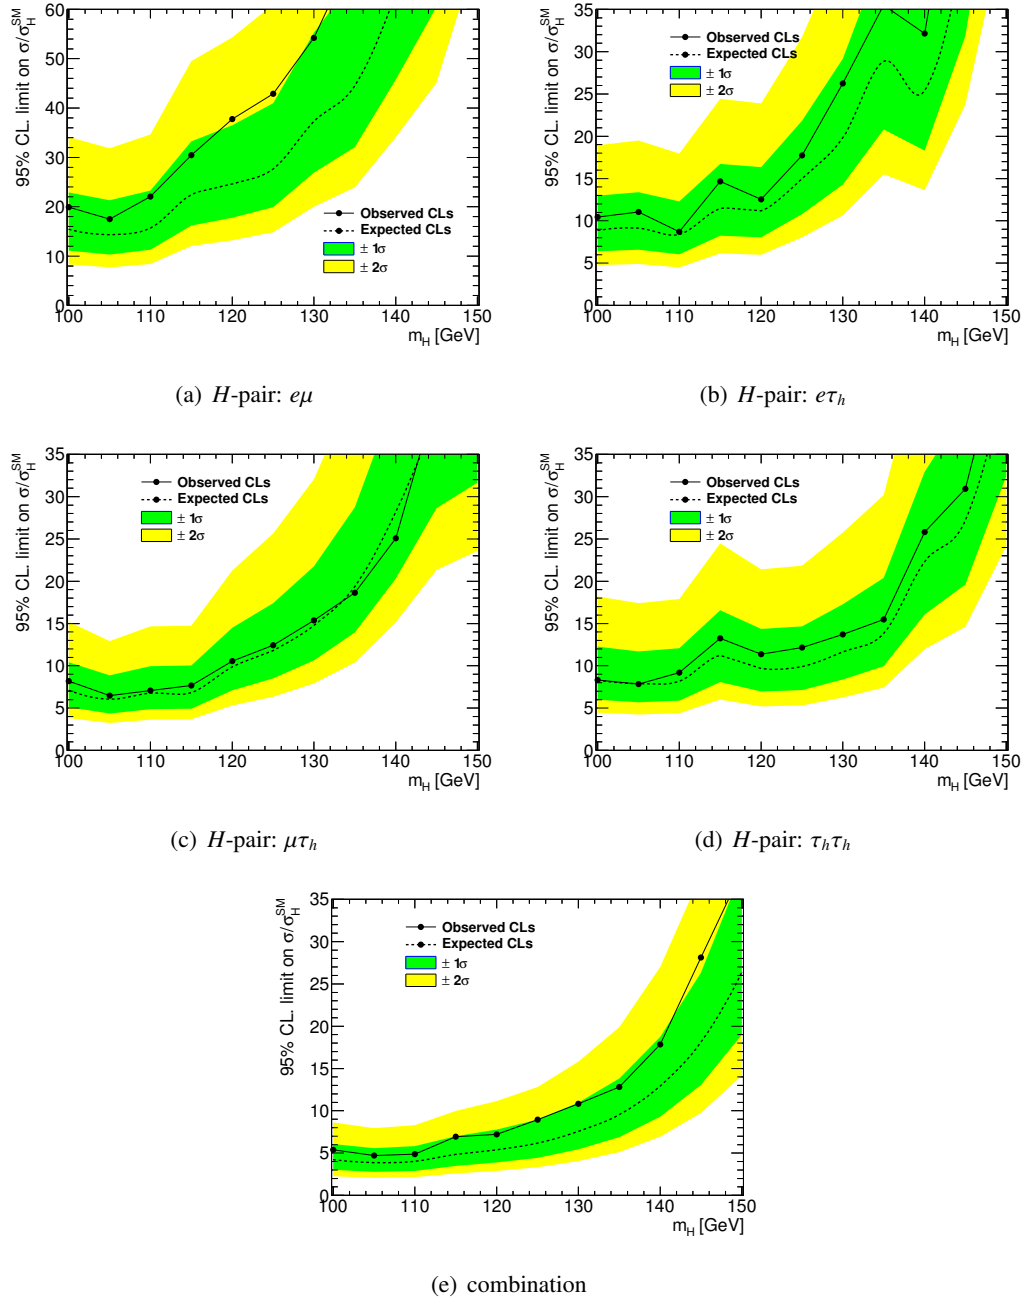 95% CL. limit on σ/σ_H^SM
60
50
40
30
20
10
0
100 110 120 130 140 150
m_H [GeV]
Observed CLs
Expected CLs
± 1σ
± 2σ
(a) H-pair: eμ
95% CL. limit on σ/σ_H^SM
35
30
25
20
15
10
5
0
100 110 120 130 140 150
m_H [GeV]
Observed CLs
Expected CLs
± 1σ
± 2σ
(b) H-pair: eτ_h
95% CL. limit on σ/σ_H^SM
35
30
25
20
15
10
5
0
100 110 120 130 140 150
m_H [GeV]
Observed CLs
Expected CLs
± 1σ
± 2σ
(c) H-pair: μτ_h
95% CL. limit on σ/σ_H^SM
35
30
25
20
15
10
5
0
100 110 120 130 140 150
m_H [GeV]
Observed CLs
Expected CLs
± 1σ
± 2σ
(d) H-pair: τ_hτ_h
95% CL. limit on σ/σ_H^SM
35
30
25
20
15
10
5
0
100 110 120 130 140 150
m_H [GeV]
Observed CLs
Expected CLs
± 1σ
± 2σ
(e) combination